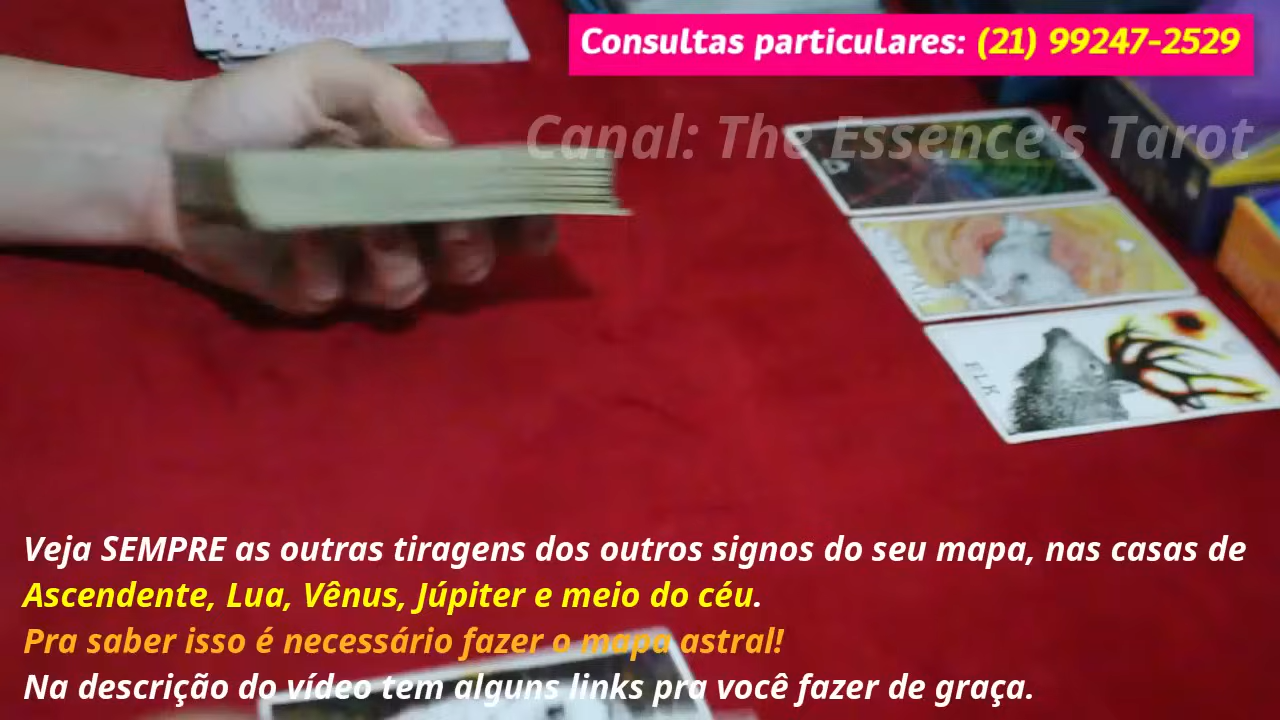 Consultas particulares: (21) 99247-2529
Canal: The Essence's Tarot
ELK
Veja SEMPRE as outras tiragens dos outros signos do seu mapa, nas casas de
Ascendente, Lua, Vênus, Júpiter e meio do céu.
Pra saber isso é necessário fazer o mapa astral!
Na descrição do vídeo tem alguns links pra você fazer de graça.